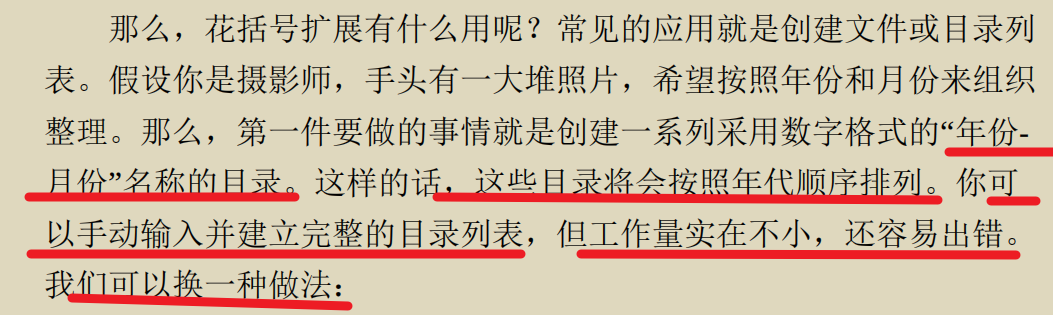 那么，花括号扩展有什么用呢？常见的应用就是创建文件或目录列
表。假设你是摄影师，手头有一大堆照片，希望按照年份和月份来组织
整理。那么，第一件要做的事情就是创建一系列采用数字格式的“年份-
月份”名称的目录。这样的话，这些目录将会按照年代顺序排列。你可
以手动输入并建立完整的目录列表，但工作量实在不小，还容易出错。
我们可以换一种做法：